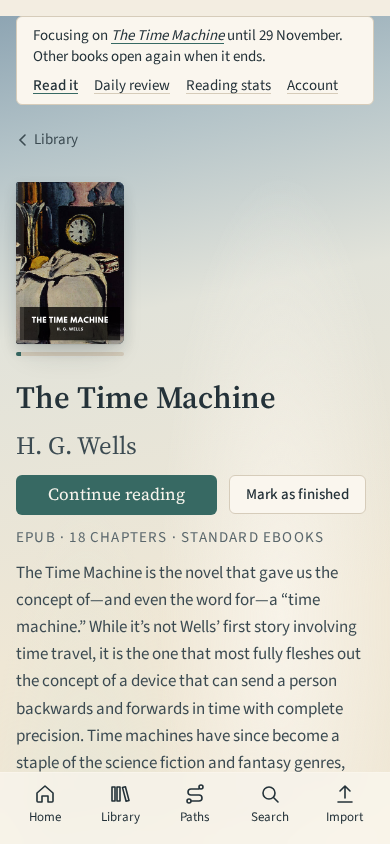 Focusing on The Time Machine until 29 November.
Other books open again when it ends.
Read it Daily review Reading stats Account
Library
THE TIME MACHINE
H. G. WELLS
The Time Machine
H. G. Wells
Continue reading Mark as finished
EPUB · 18 CHAPTERS · STANDARD EBOOKS
The Time Machine is the novel that gave us the
concept of—and even the word for—a “time
machine.” While it’s not Wells’ first story involving
time travel, it is the one that most fully fleshes out
the concept of a device that can send a person
backwards and forwards in time with complete
precision. Time machines have since become a
staple of the science fiction and fantasy genres,
Home Library Paths Search Import